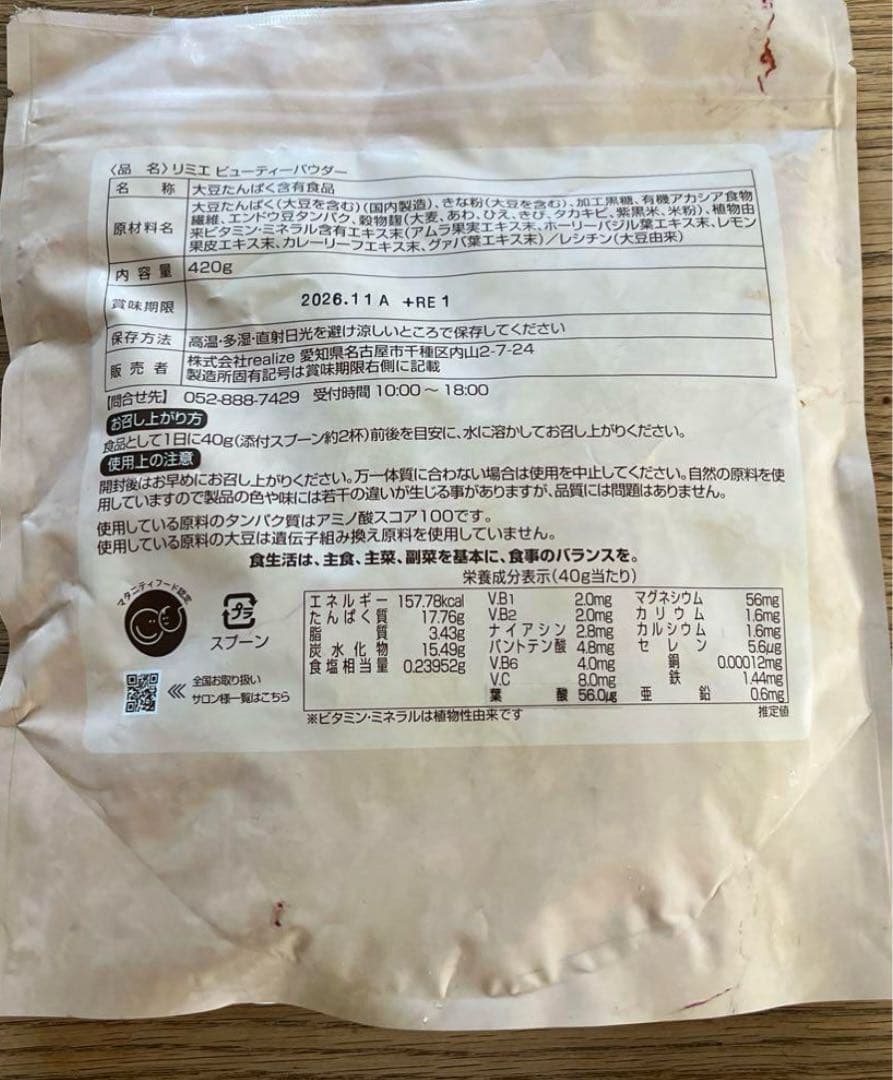 〈品 名〉リミエ ビューティーパウダー
名 称 大豆たんぱく含有食品
原材料名 大豆たんぱく(大豆を含む)(国内製造)、きな粉(大豆を含む)、加工黒糖、有機アカシア食物
繊維、エンドウ豆タンパク、穀物麹(大麦、あわ、ひえ、きび、タカキビ、紫黒米、米粉)、植物由
来ビタミン・ミネラル含有エキス末(アムラ果実エキス末、ホーリーバジル葉エキス末、レモン
果皮エキス末、カレーリーフエキス末、グァバ葉エキス末)／レシチン(大豆由来)
内容量 420g
賞味期限 2026.11 A +RE 1
保存方法 高温・多湿・直射日光を避け涼しいところで保存してください
販売者 株式会社realize 愛知県名古屋市千種区内山2-7-24
製造所固有記号は賞味期限右側に記載
【問合せ先】 052-888-7429 受付時間 10:00～18:00
お召し上がり方
食品として1日に40g(添付スプーン約2杯)前後を目安に、水に溶かしてお召し上がりください。
使用上の注意
開封後はお早めにお召し上がりください。万一体質に合わない場合は使用を中止してください。自然の原料を使
用していますので製品の色や味には若干の違いが生じる事がありますが、品質には問題はありません。
使用している原料のタンパク質はアミノ酸スコア100です。
使用している原料の大豆は遺伝子組み換え原料を使用していません。
食生活は、主食、主菜、副菜を基本に、食事のバランスを。
栄養成分表示(40g当たり)
エネルギー 157.78kcal V.B1 2.0mg マグネシウム 56mg
たんぱく質 17.76g V.B2 2.0mg カリウム 1.6mg
脂質 3.43g ナイアシン 2.8mg カルシウム 1.6mg
炭水化物 15.49g パントテン酸 4.8mg セレン 5.6μg
食塩相当量 0.23952g V.B6 4.0mg 銅 0.00012mg
V.C 8.0mg 鉄 1.44mg
葉酸 56.0μg 亜鉛 0.6mg
※ビタミン・ミネラルは植物性由来です 推定値
マタニティフード認定
プラ
スプーン
全国お取り扱い
サロン様一覧はこちら